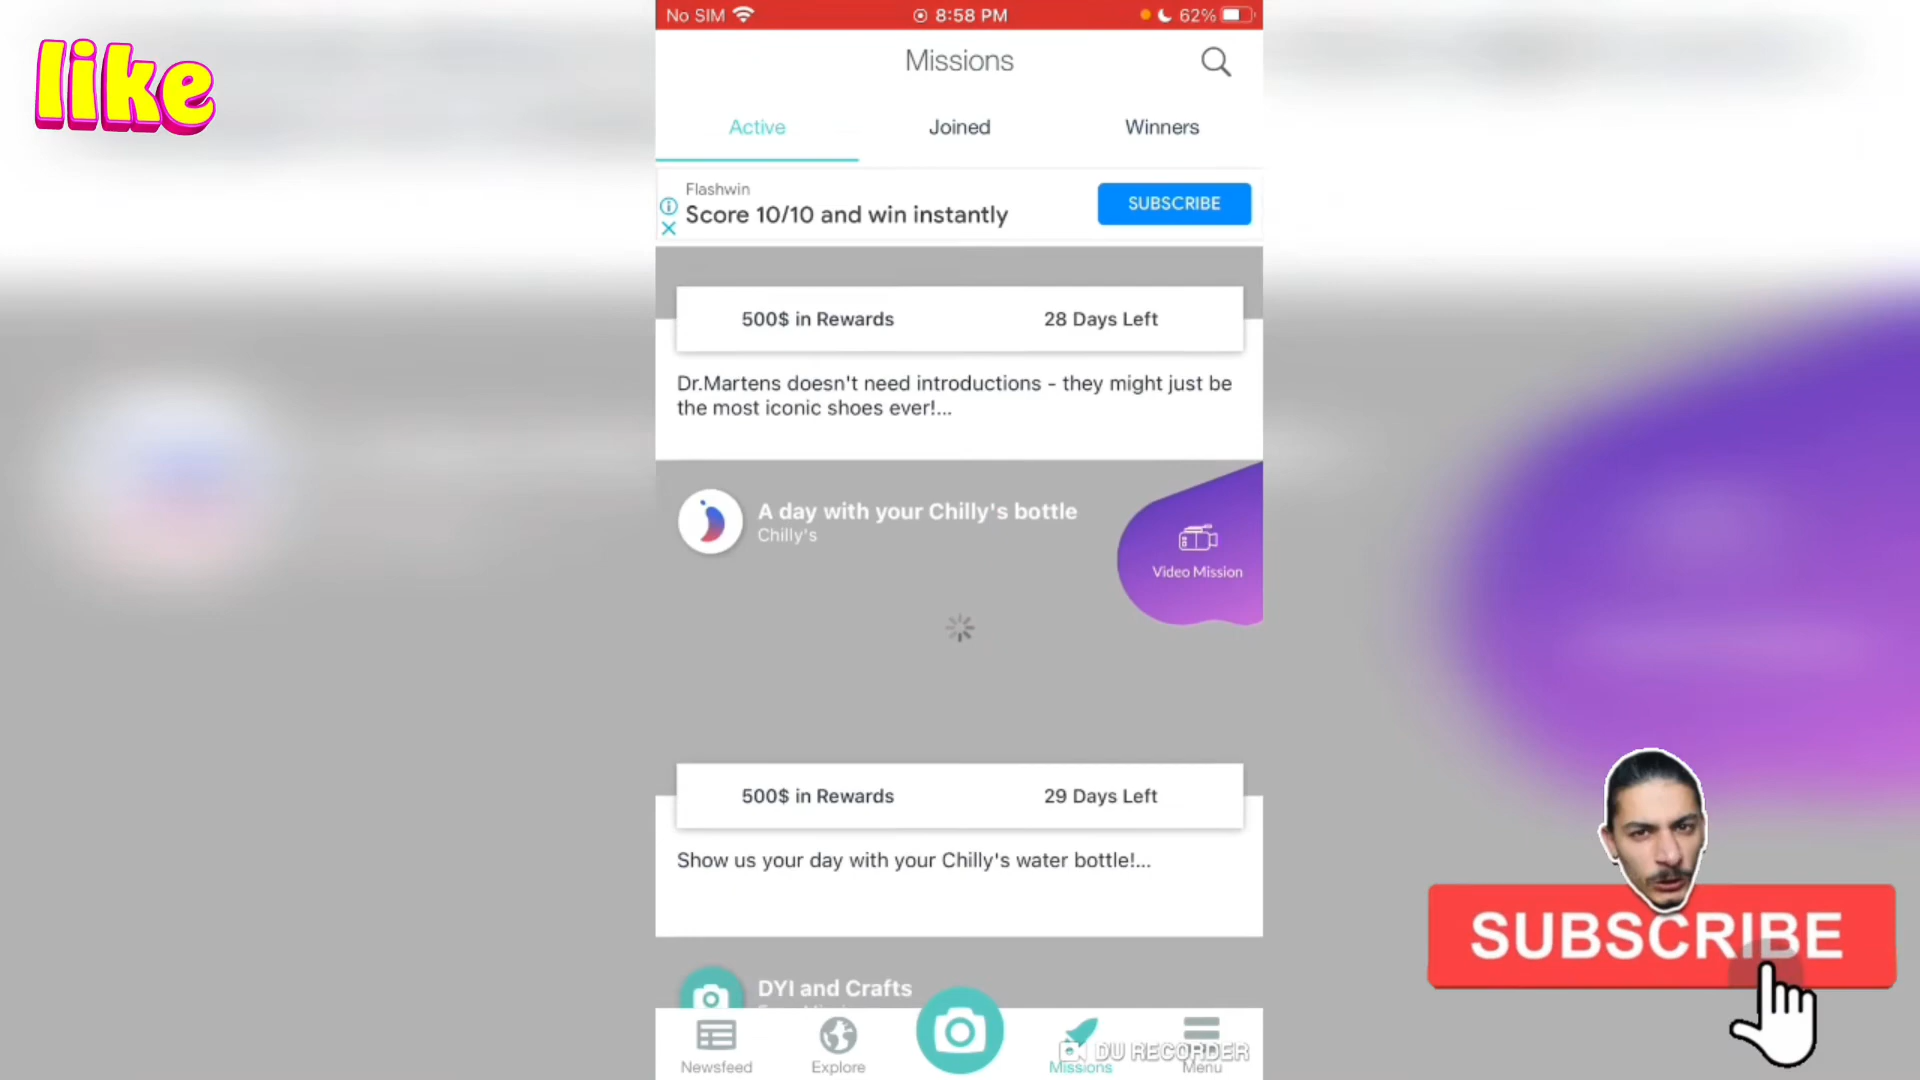 like
No SIM 8:58 PM 62%
Missions
Active Joined Winners
Flashwin
Score 10/10 and win instantly
SUBSCRIBE
500$ in Rewards 28 Days Left
Dr.Martens doesn't need introductions - they might just be
the most iconic shoes ever!...
A day with your Chilly's bottle
Chilly's
Video Mission
500$ in Rewards 29 Days Left
Show us your day with your Chilly's water bottle!...
SUBSCRIBE
DYI and Crafts
DU RECORDER
Newsfeed Explore Missions Menu